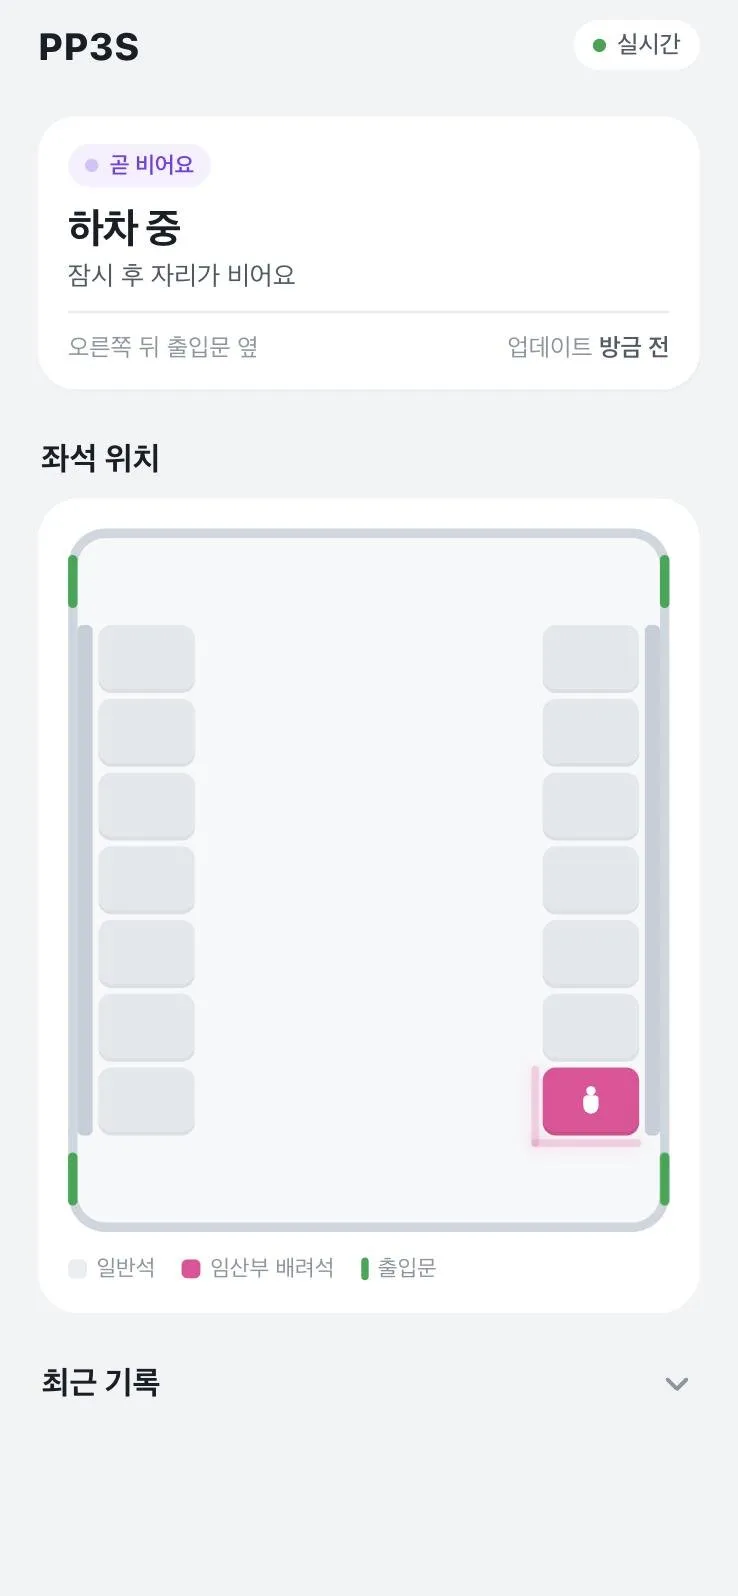 PP3S
실시간
곧 비어요
하차 중
잠시 후 자리가 비어요
오른쪽 뒤 출입문 옆
업데이트 방금 전
좌석 위치
일반석
임산부 배려석
출입문
최근 기록